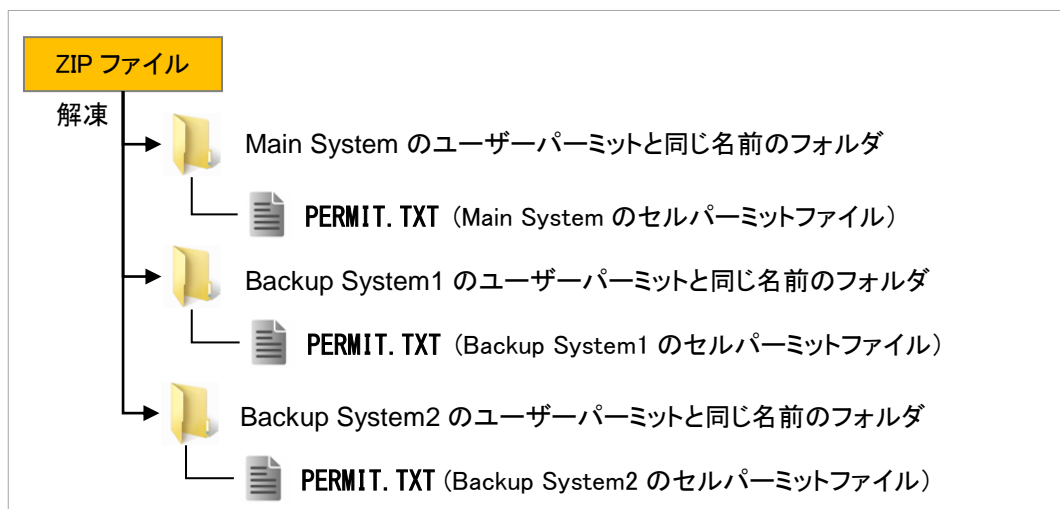 ZIP ファイル
解凍
Main System のユーザーパーミットと同じ名前のフォルダ
PERMIT.TXT (Main System のセルパーミットファイル)
Backup System1 のユーザーパーミットと同じ名前のフォルダ
PERMIT.TXT (Backup System1 のセルパーミットファイル)
Backup System2 のユーザーパーミットと同じ名前のフォルダ
PERMIT.TXT (Backup System2 のセルパーミットファイル)